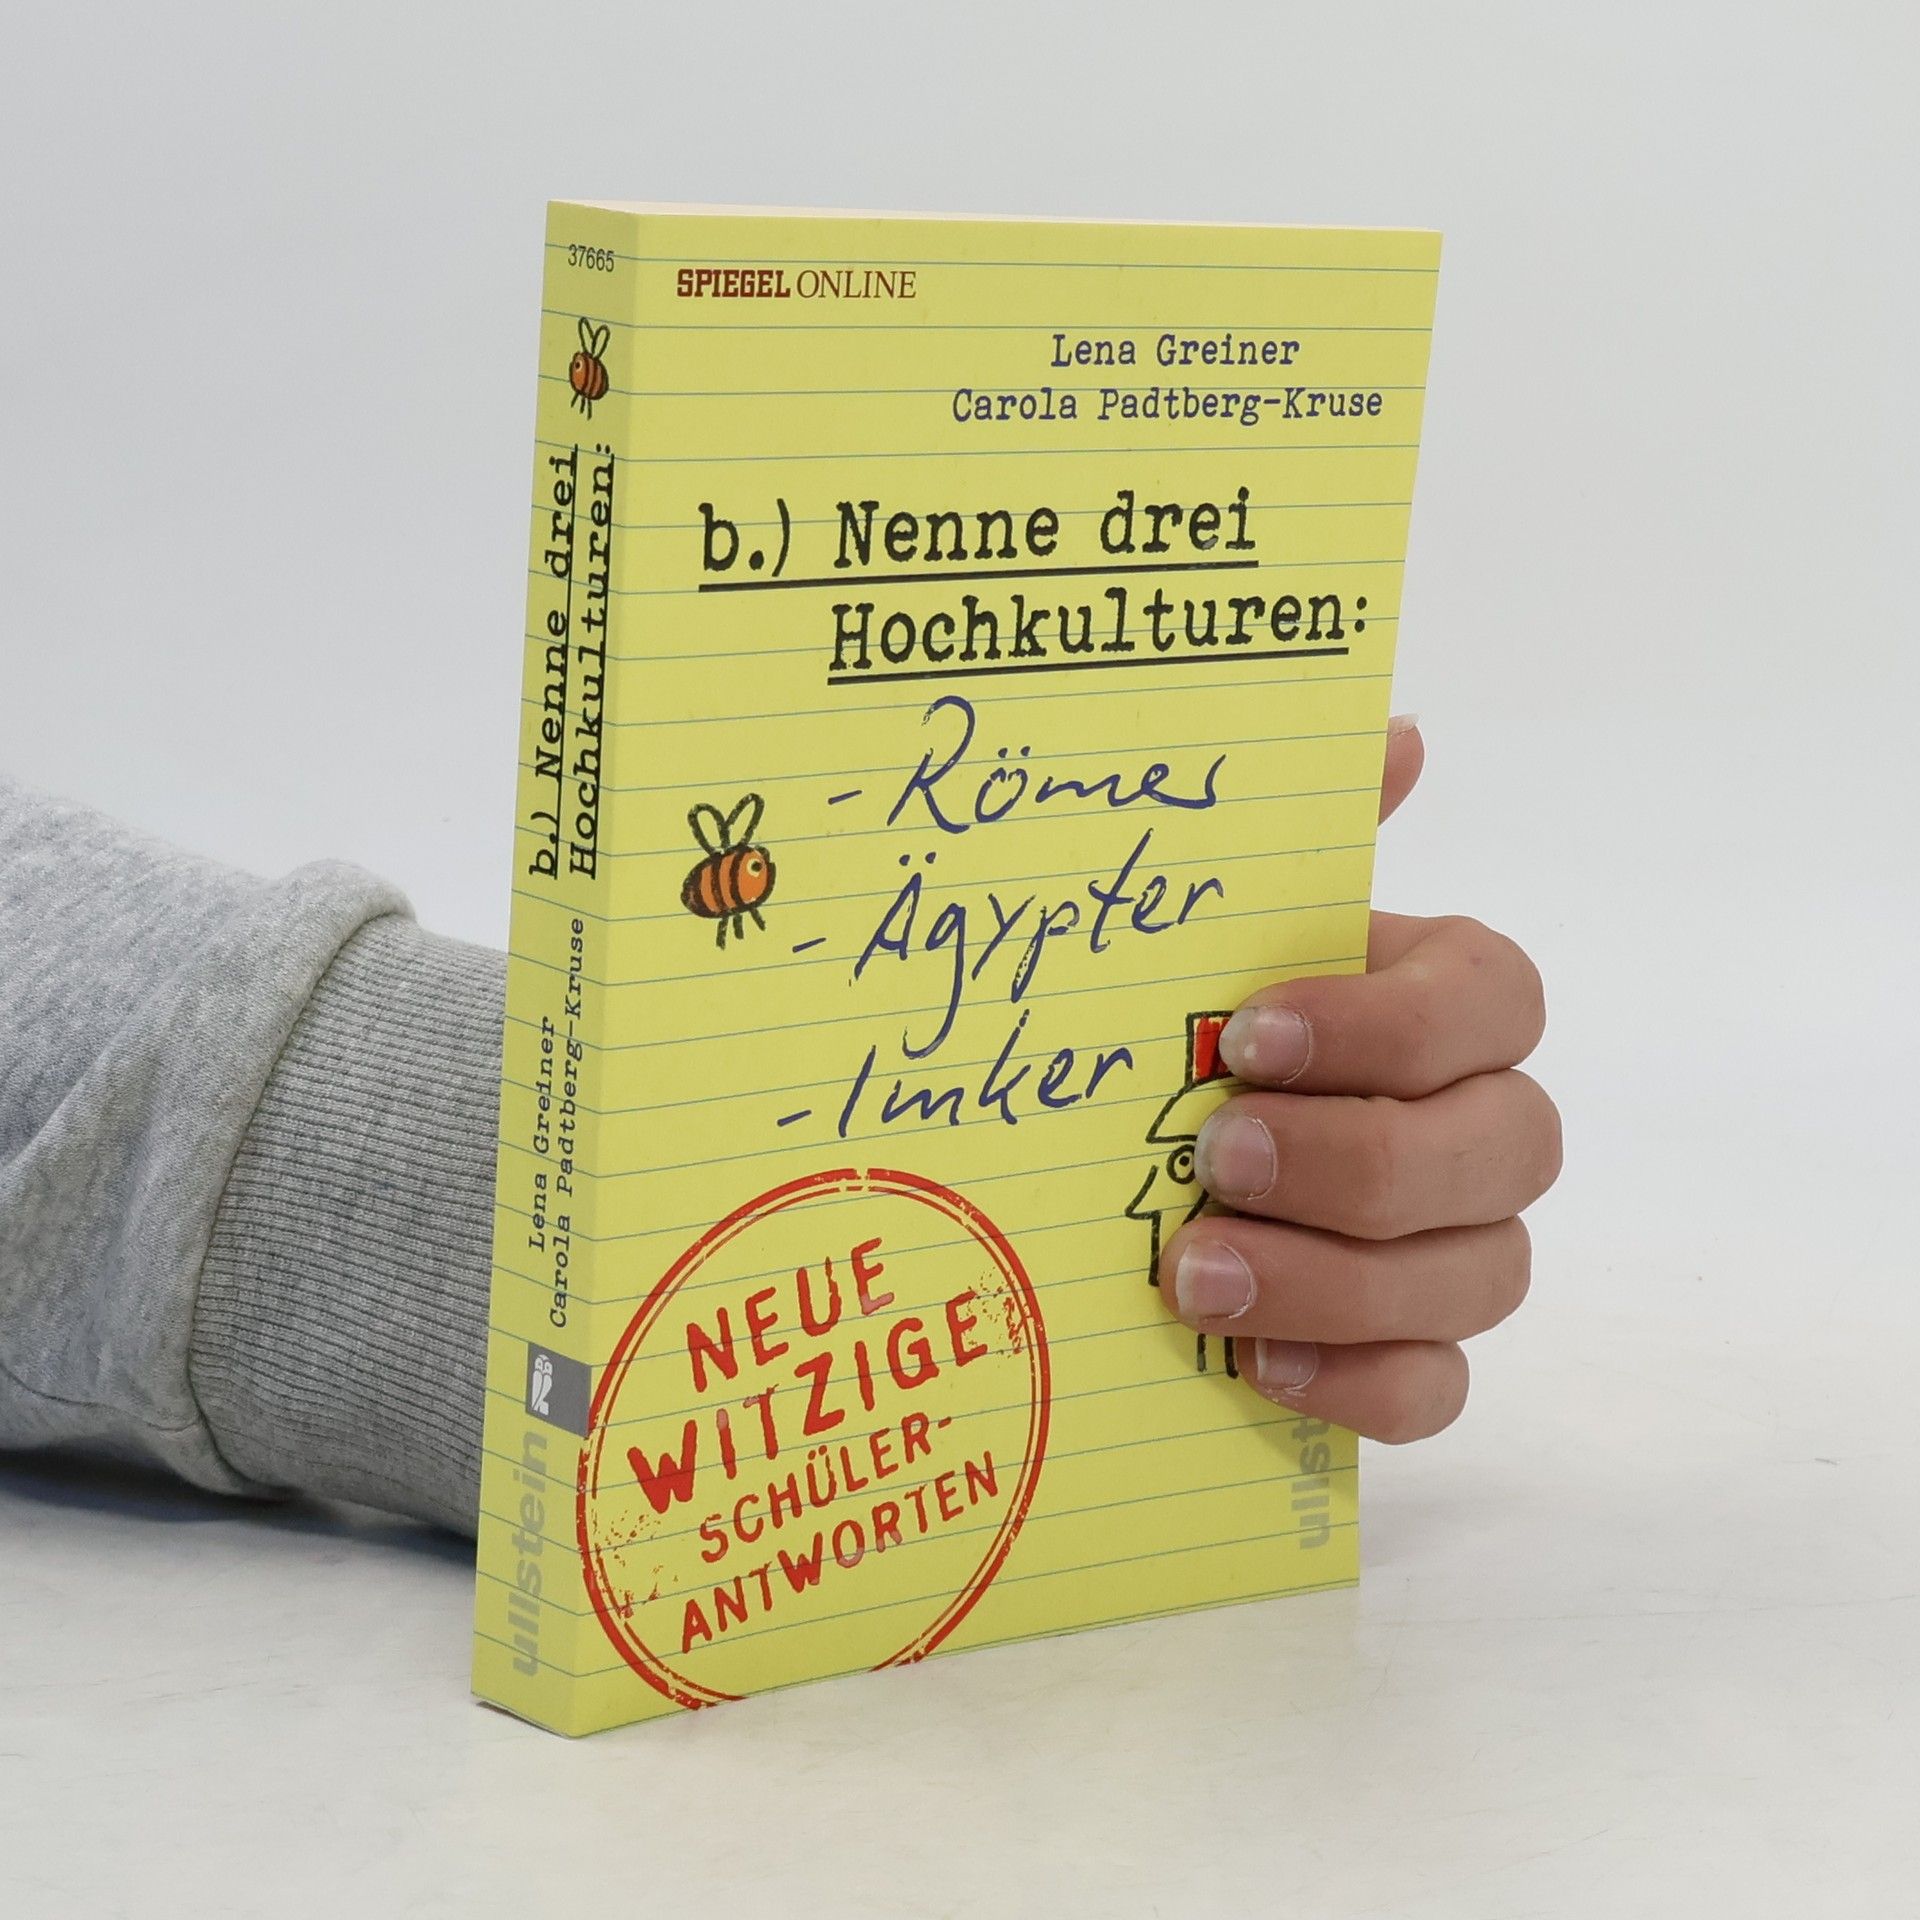 37665
b.) Nenne drei
Hochkulturen:
Lena Greiner
Carola Padtberg-Kruse
ullstein
SPIEGEL ONLINE
Lena Greiner
Carola Padtberg-Kruse
b.) Nenne drei
Hochkulturen:
- Römer
- Ägypter
- Imker
NEUE
WITZIGE
SCHÜLER-
ANTWORTEN